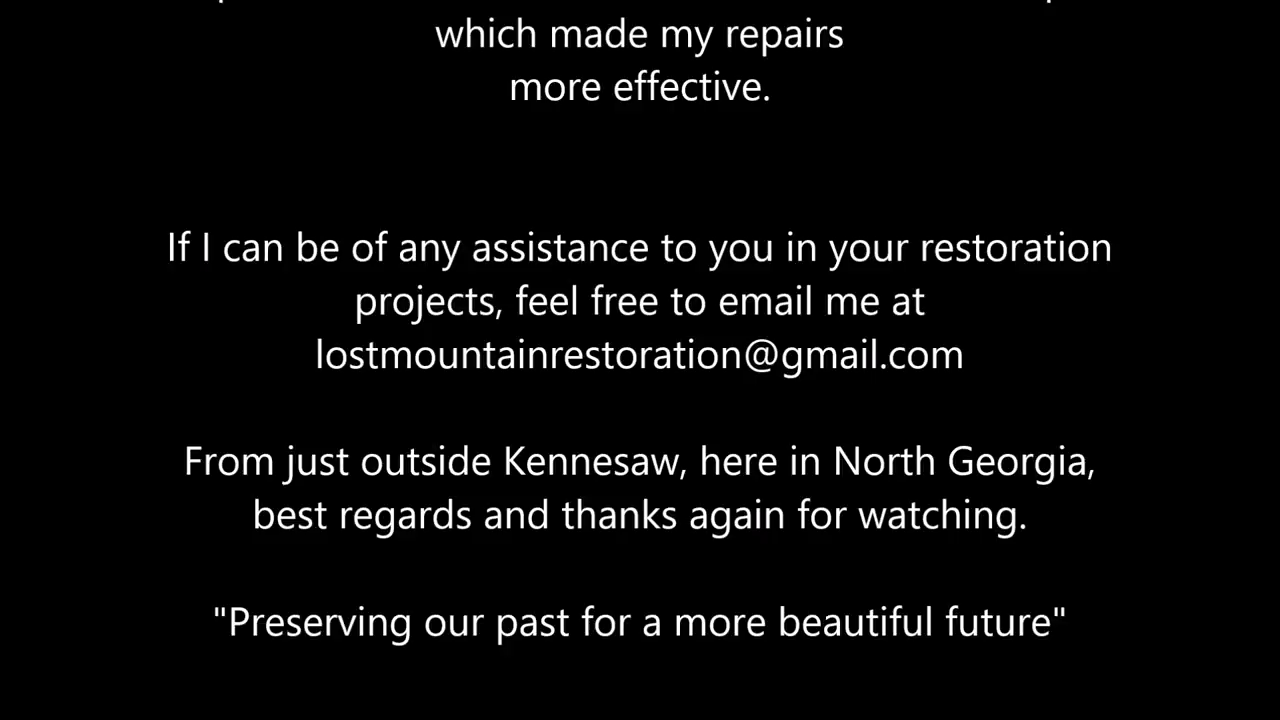 which made my repairs
more effective.
If I can be of any assistance to you in your restoration
projects, feel free to email me at
lostmountainrestoration@gmail.com
From just outside Kennesaw, here in North Georgia,
best regards and thanks again for watching.
"Preserving our past for a more beautiful future"